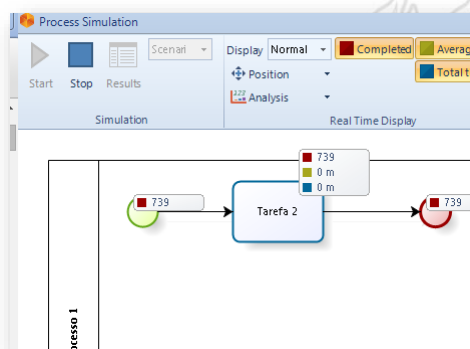 Process Simulation
Scenari
Display Normal
Completed
Averag
Position
Total t
Start Stop Results
Analysis
Simulation
Real Time Display
739
0 m
0 m
739
739
Tarefa 2
ocesso 1